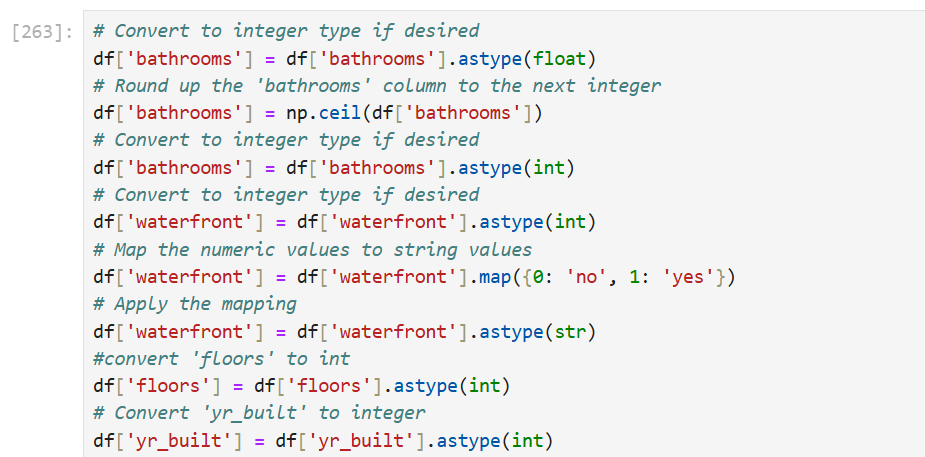 [263]:
# Convert to integer type if desired
df['bathrooms'] = df['bathrooms'].astype(float)
# Round up the 'bathrooms' column to the next integer
df['bathrooms'] = np.ceil(df['bathrooms'])
# Convert to integer type if desired
df['bathrooms'] = df['bathrooms'].astype(int)
# Convert to integer type if desired
df['waterfront'] = df['waterfront'].astype(int)
# Map the numeric values to string values
df['waterfront'] = df['waterfront'].map({0: 'no', 1: 'yes'})
# Apply the mapping
df['waterfront'] = df['waterfront'].astype(str)
#convert 'floors' to int
df['floors'] = df['floors'].astype(int)
# Convert 'yr_built' to integer
df['yr_built'] = df['yr_built'].astype(int)